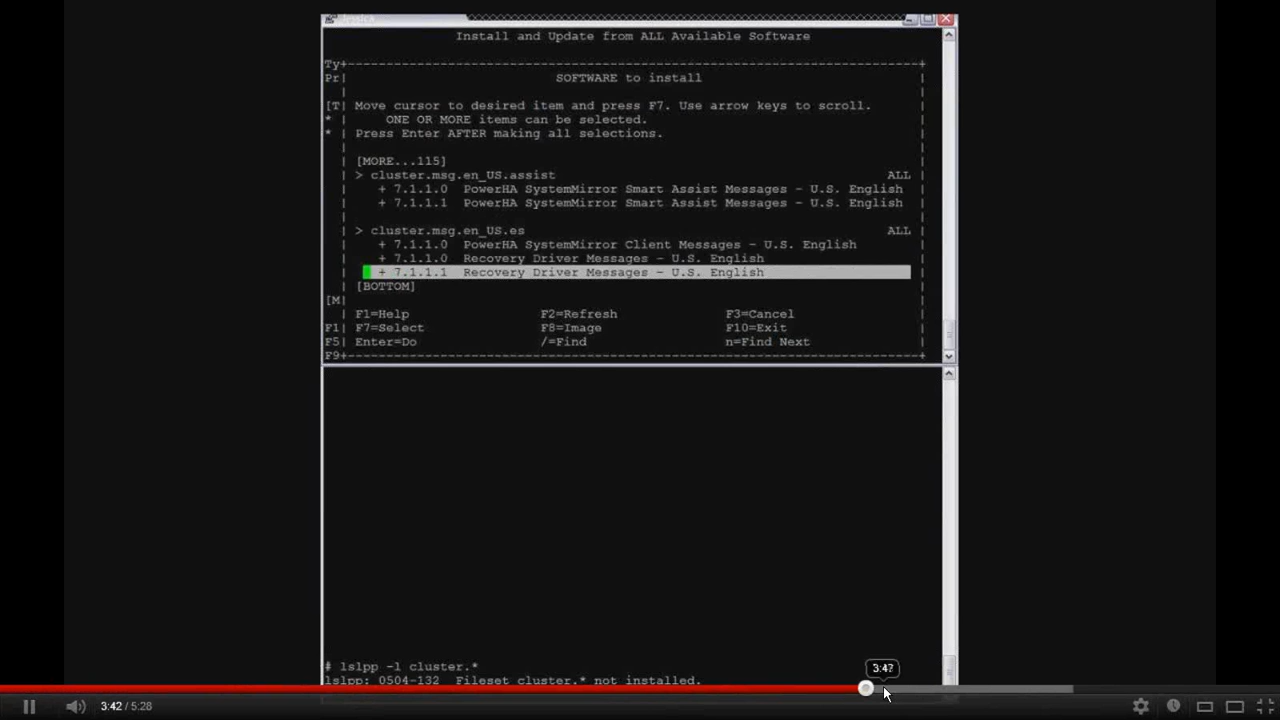 Jessica
Install and Update from ALL Available Software
Ty
Pr SOFTWARE to install
[T Move cursor to desired item and press F7. Use arrow keys to scroll.
* ONE OR MORE items can be selected.
* Press Enter AFTER making all selections.
[MORE...115]
> cluster.msg.en_US.assist ALL
+ 7.1.1.0 PowerHA SystemMirror Smart Assist Messages - U.S. English
+ 7.1.1.1 PowerHA SystemMirror Smart Assist Messages - U.S. English
> cluster.msg.en_US.es ALL
+ 7.1.1.0 PowerHA SystemMirror Client Messages - U.S. English
+ 7.1.1.0 Recovery Driver Messages - U.S. English
+ 7.1.1.1 Recovery Driver Messages - U.S. English
[BOTTOM]
[M
F1=Help F2=Refresh F3=Cancel
F1 F7=Select F8=Image F10=Exit
F5 Enter=Do /=Find n=Find Next
F9
# lslpp -l cluster.*
lslpp: 0504-132 Fileset cluster.* not installed.
3:42 / 5:28